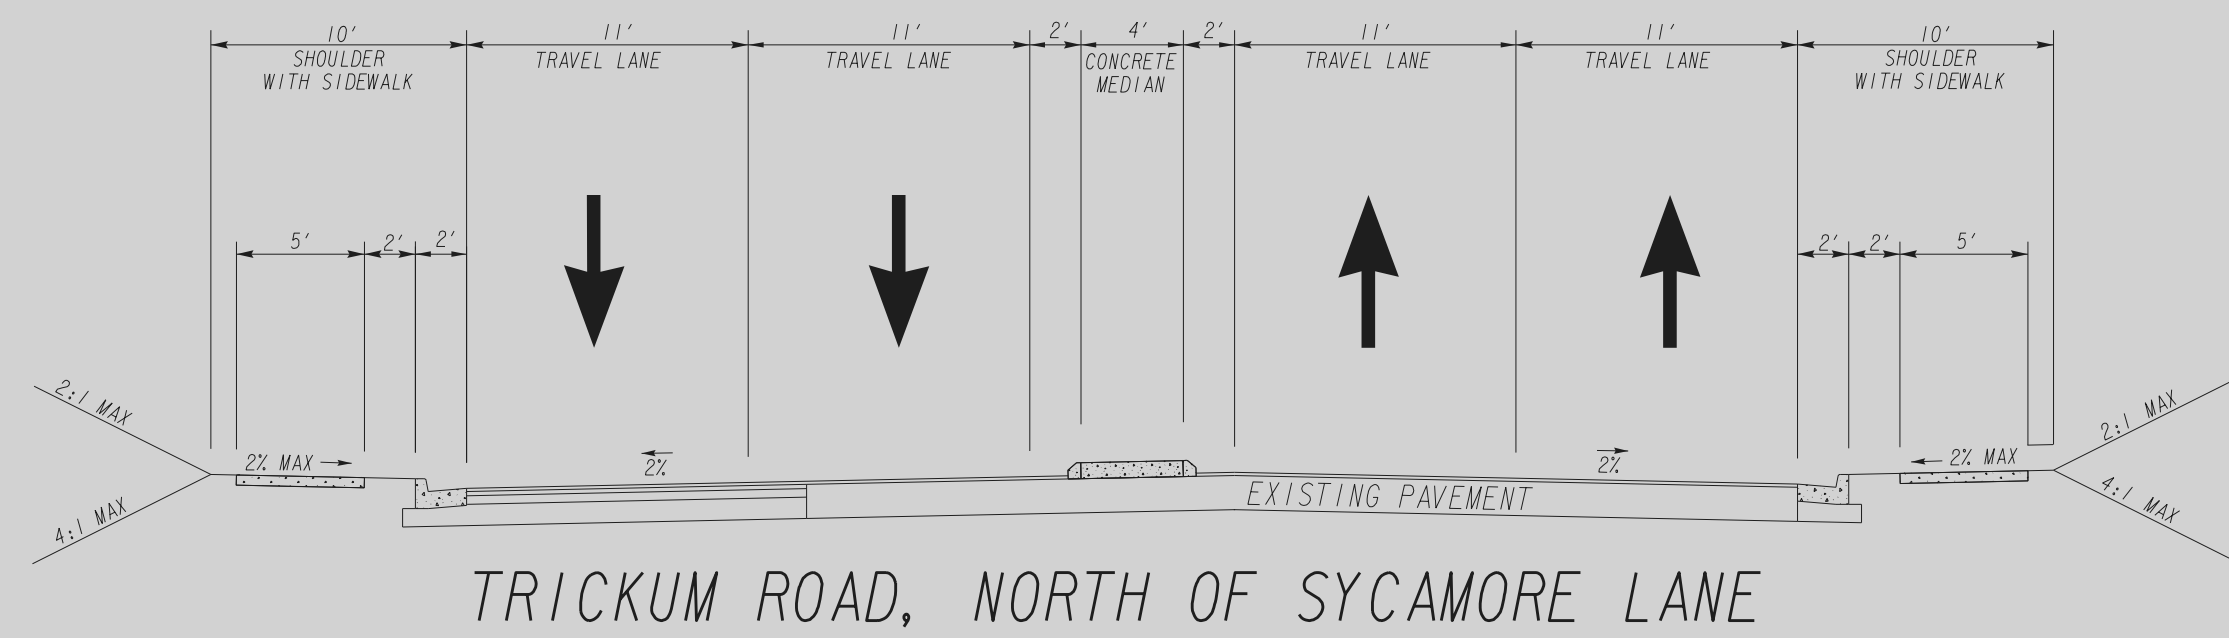 10' 11' 11' 2' 4' 2' 11' 11' 10'
SHOULDER TRAVEL LANE TRAVEL LANE CONCRETE TRAVEL LANE TRAVEL LANE SHOULDER
WITH SIDEWALK MEDIAN WITH SIDEWALK
5' 2' 2' 2' 2' 5'
2:1 MAX 2:1 MAX
2% MAX 2% 2% 2% MAX
4:1 MAX EXISTING PAVEMENT 4:1 MAX
TRICKUM ROAD, NORTH OF SYCAMORE LANE